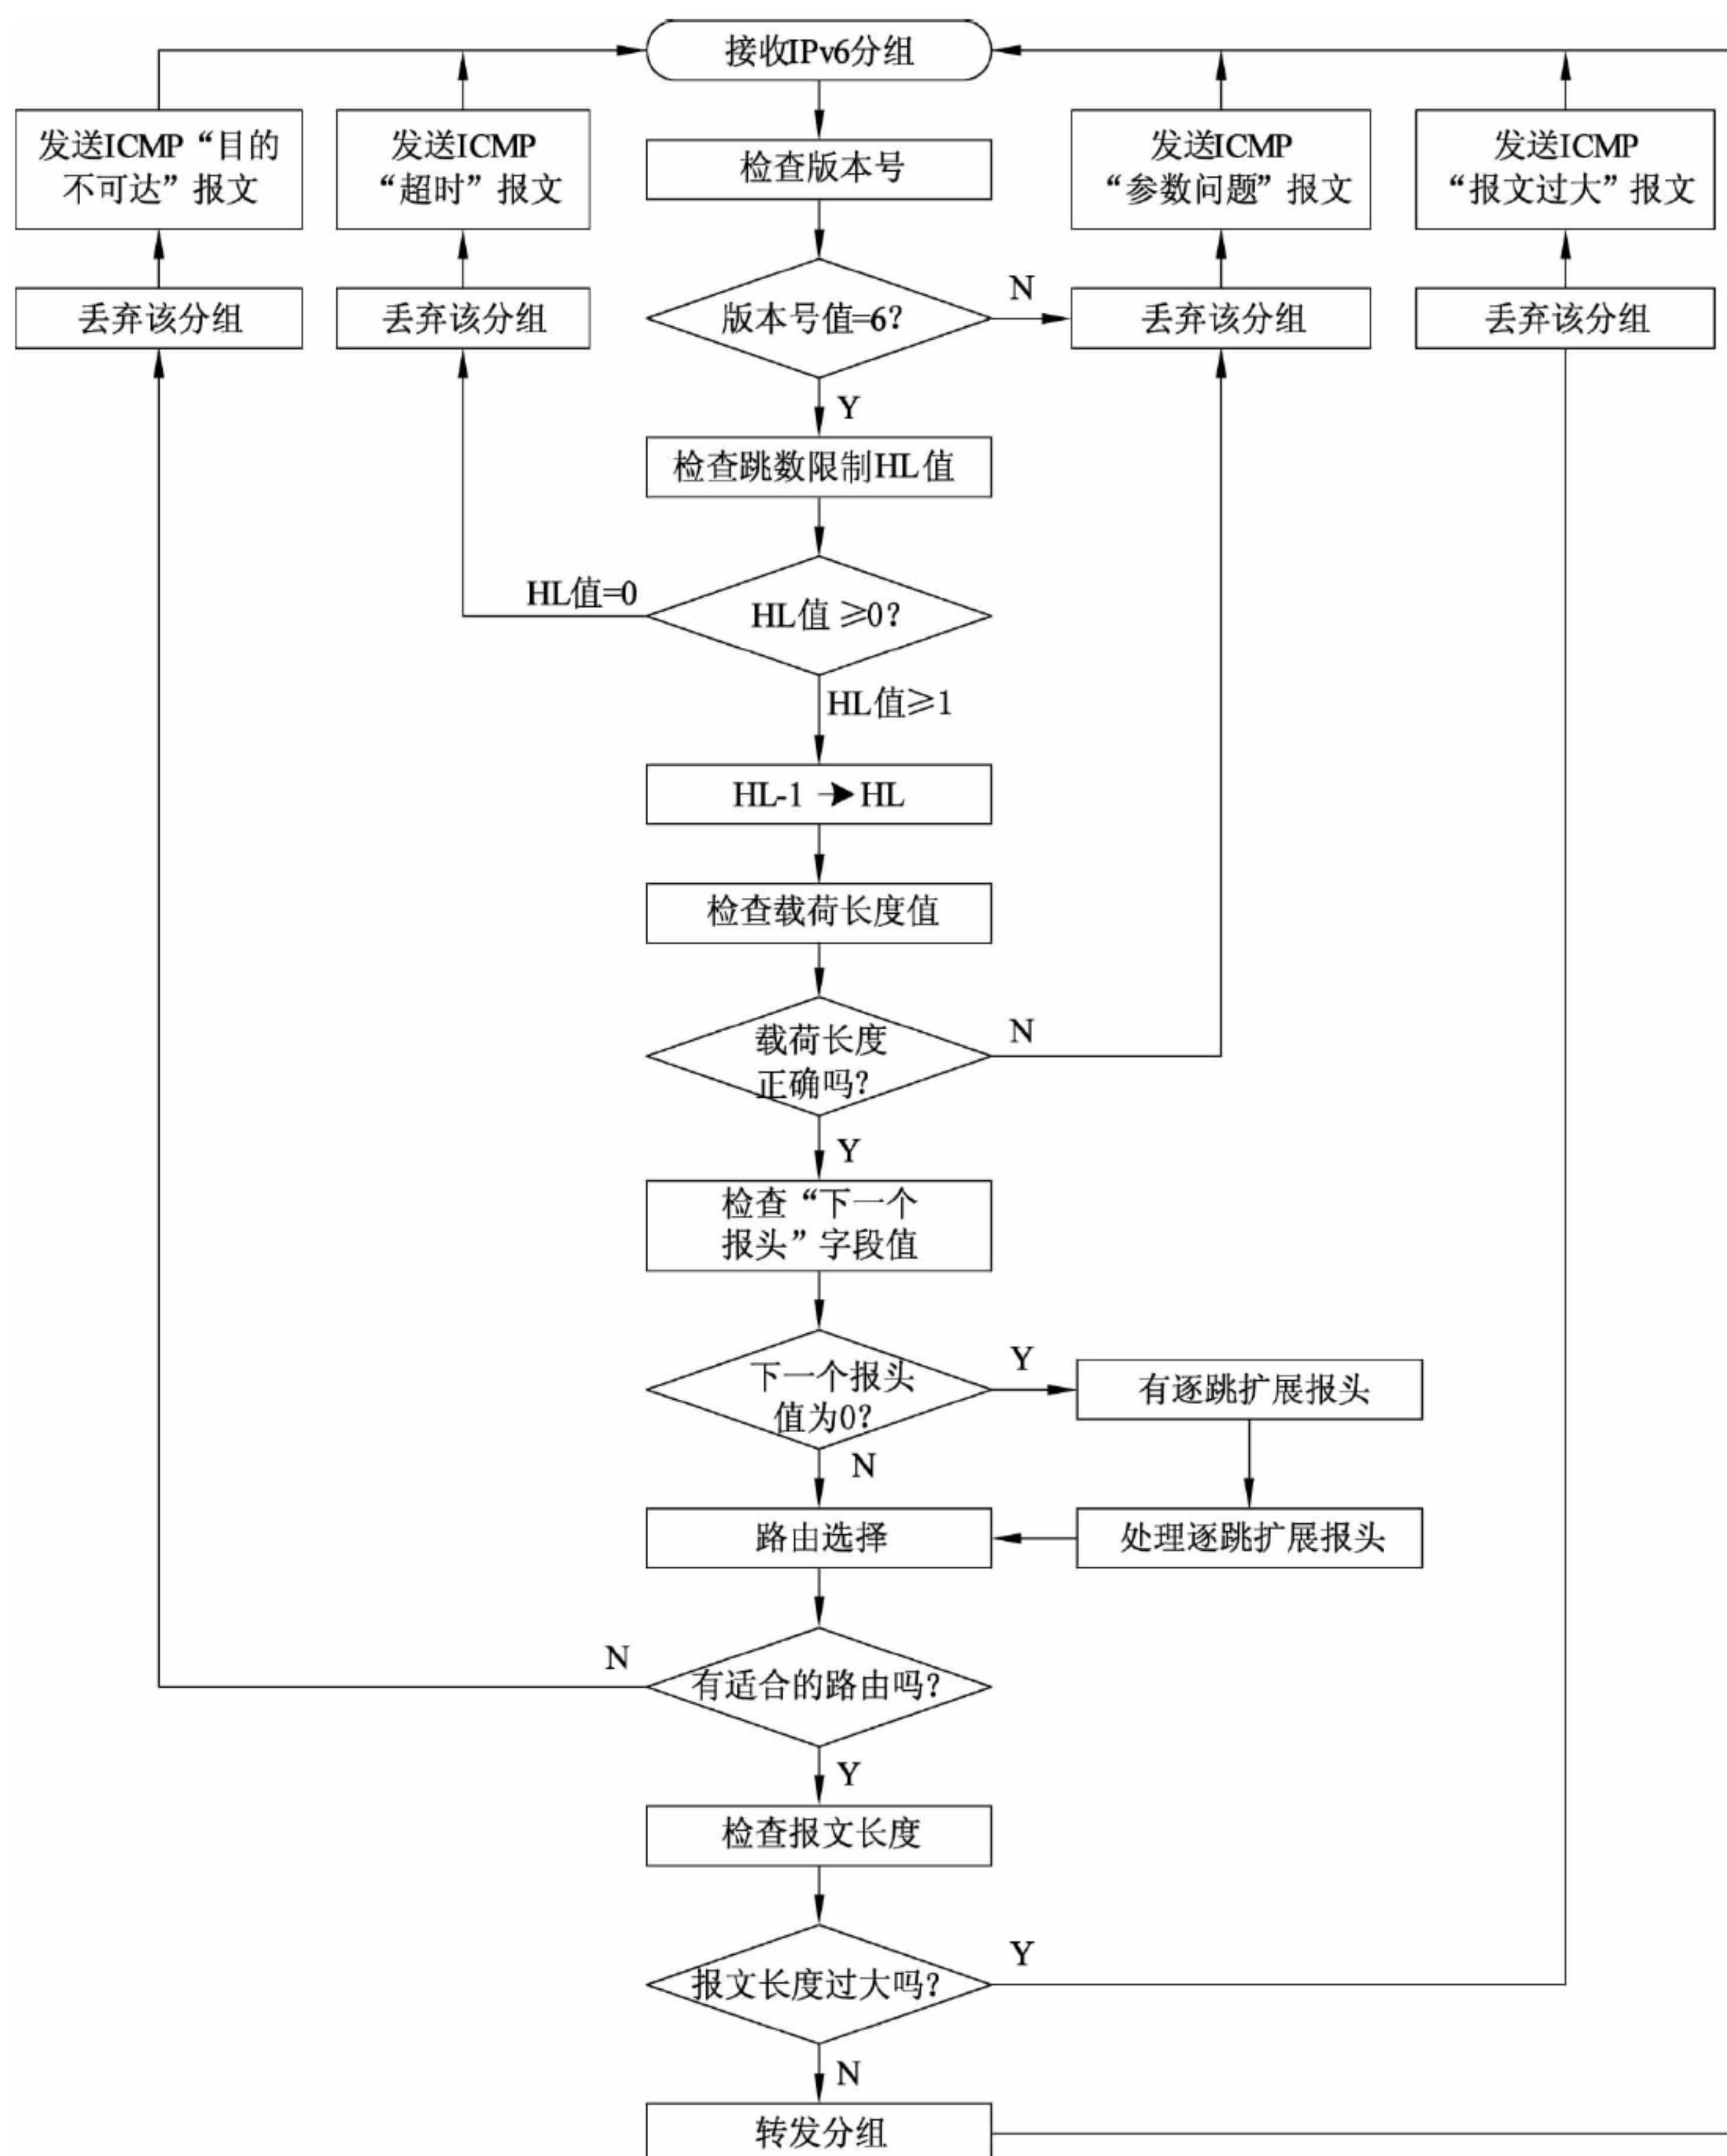 接收IPv6分组
发送ICMP“目的
不可达”报文
发送ICMP
“超时”报文
检查版本号
发送ICMP
“参数问题”报文
发送ICMP
“报文过大”报文
丢弃该分组
丢弃该分组
版本号值=6?
N
丢弃该分组
丢弃该分组
Y
检查跳数限制HL值
HL值=0
HL值≥0?
HL值≥1
HL-1→HL
检查载荷长度值
载荷长度
正确吗?
N
Y
检查“下一个
报头”字段值
下一个报头
值为0?
Y
有逐跳扩展报头
N
路由选择
处理逐跳扩展报头
N
有适合的路由吗?
Y
检查报文长度
报文长度过大吗?
Y
N
转发分组